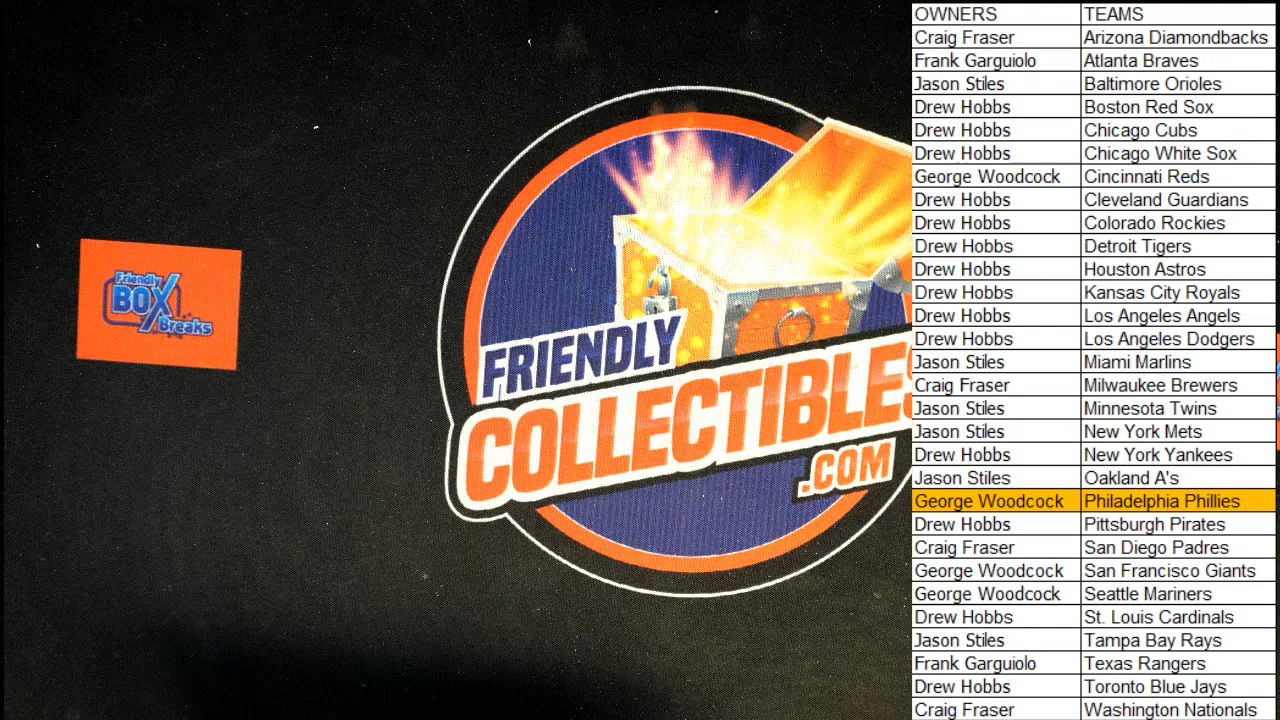 Friendly
BOX
Breaks
FRIENDLY
COLLECTIBLES
.COM
OWNERS TEAMS
Craig Fraser Arizona Diamondbacks
Frank Garguiolo Atlanta Braves
Jason Stiles Baltimore Orioles
Drew Hobbs Boston Red Sox
Drew Hobbs Chicago Cubs
Drew Hobbs Chicago White Sox
George Woodcock Cincinnati Reds
Drew Hobbs Cleveland Guardians
Drew Hobbs Colorado Rockies
Drew Hobbs Detroit Tigers
Drew Hobbs Houston Astros
Drew Hobbs Kansas City Royals
Drew Hobbs Los Angeles Angels
Drew Hobbs Los Angeles Dodgers
Jason Stiles Miami Marlins
Craig Fraser Milwaukee Brewers
Jason Stiles Minnesota Twins
Jason Stiles New York Mets
Drew Hobbs New York Yankees
Jason Stiles Oakland A's
George Woodcock Philadelphia Phillies
Drew Hobbs Pittsburgh Pirates
Craig Fraser San Diego Padres
George Woodcock San Francisco Giants
George Woodcock Seattle Mariners
Drew Hobbs St. Louis Cardinals
Jason Stiles Tampa Bay Rays
Frank Garguiolo Texas Rangers
Drew Hobbs Toronto Blue Jays
Craig Fraser Washington Nationals